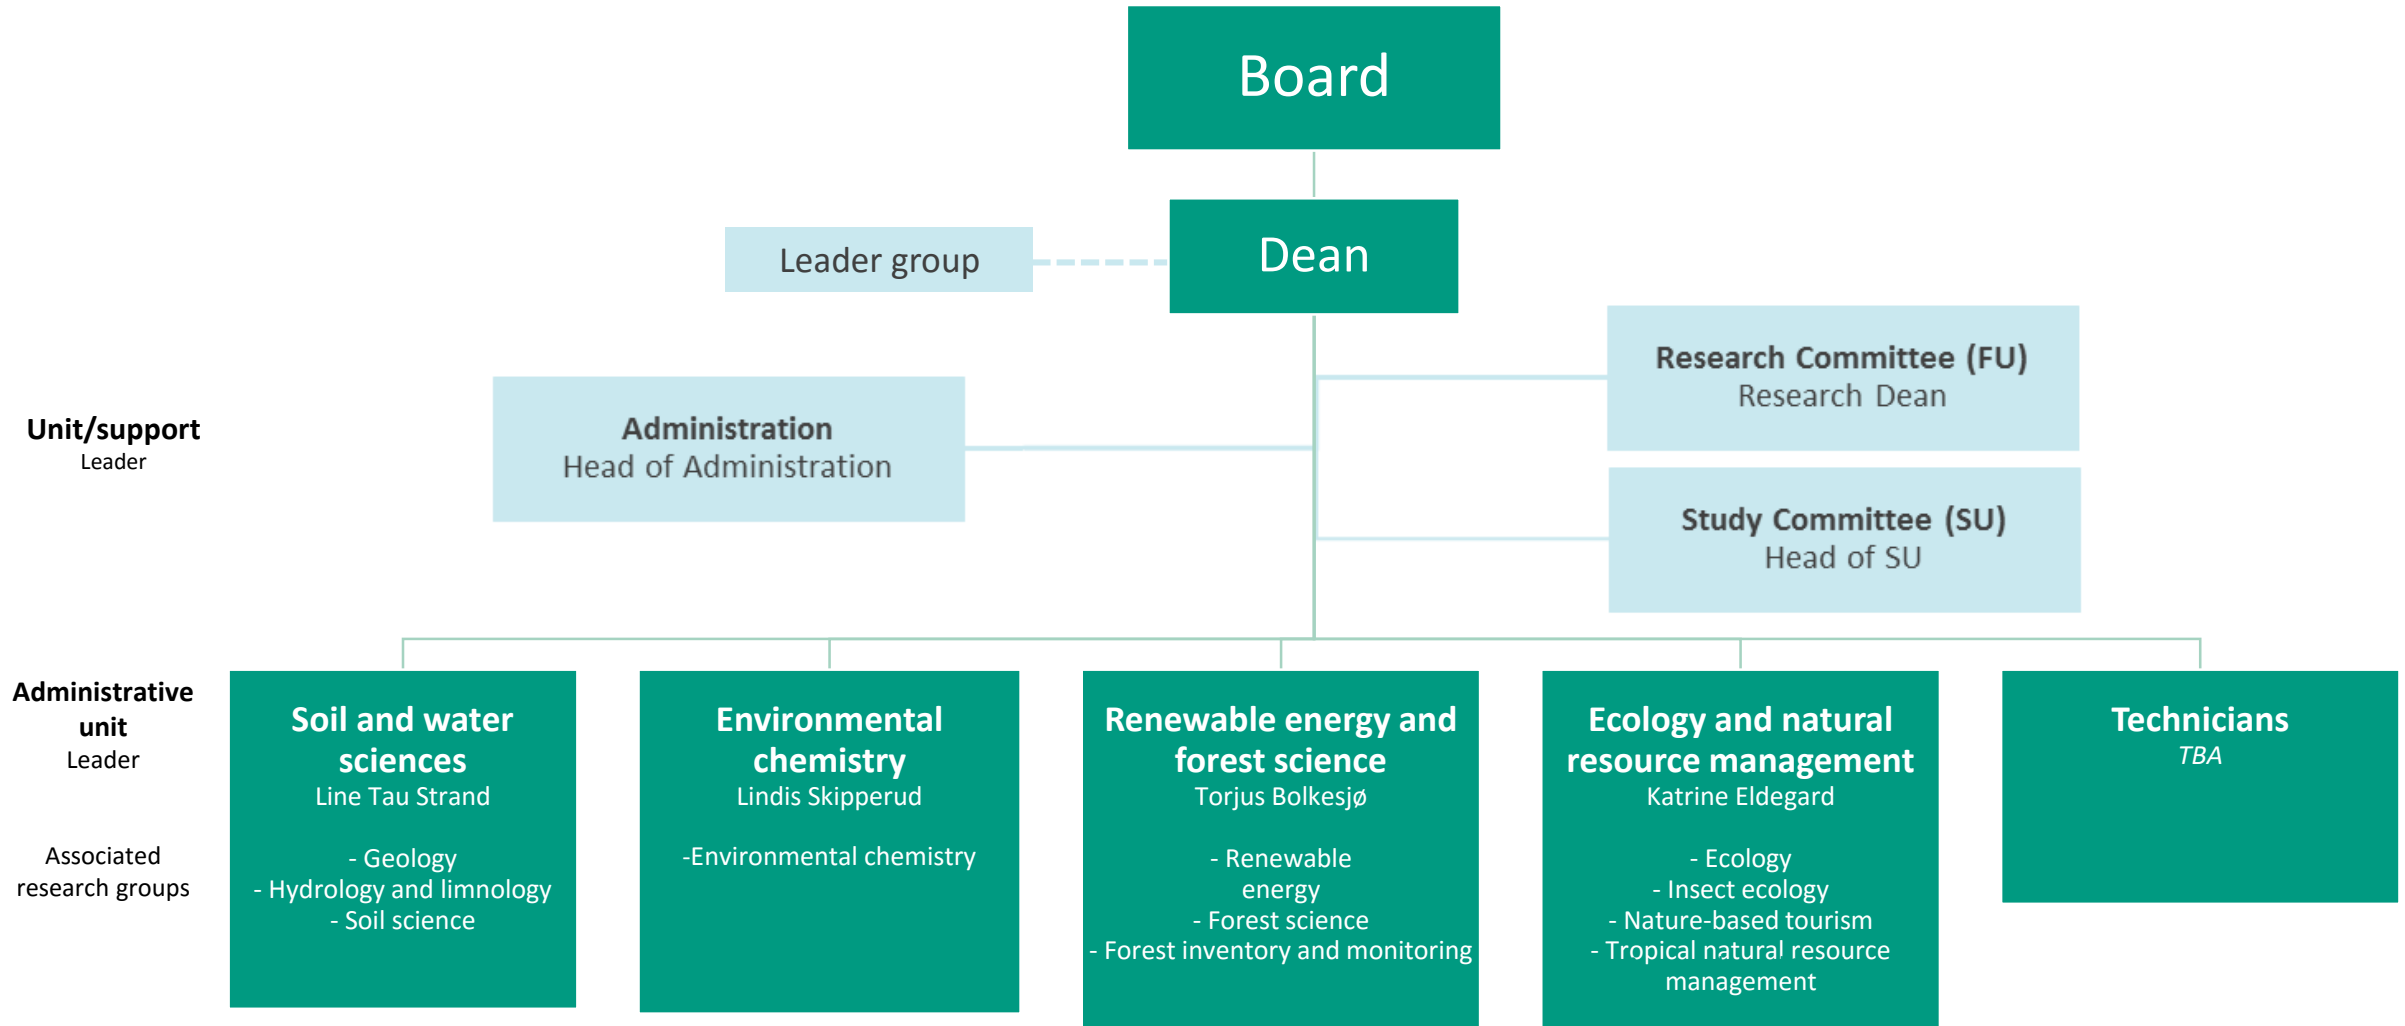 Board
Dean
Leader group
Research Committee (FU)
Research Dean
Unit/support
Leader
Administration
Head of Administration
Study Committee (SU)
Head of SU
Administrative
unit
Leader
Associated
research groups
Soil and water
sciences
Line Tau Strand
- Geology
- Hydrology and limnology
- Soil science
Environmental
chemistry
Lindis Skipperud
-Environmental chemistry
Renewable energy and
forest science
Torjus Bolkesjø
- Renewable
energy
- Forest science
- Forest inventory and monitoring
Ecology and natural
resource management
Katrine Eldegard
- Ecology
- Insect ecology
- Nature-based tourism
- Tropical natural resource
management
Technicians
TBA